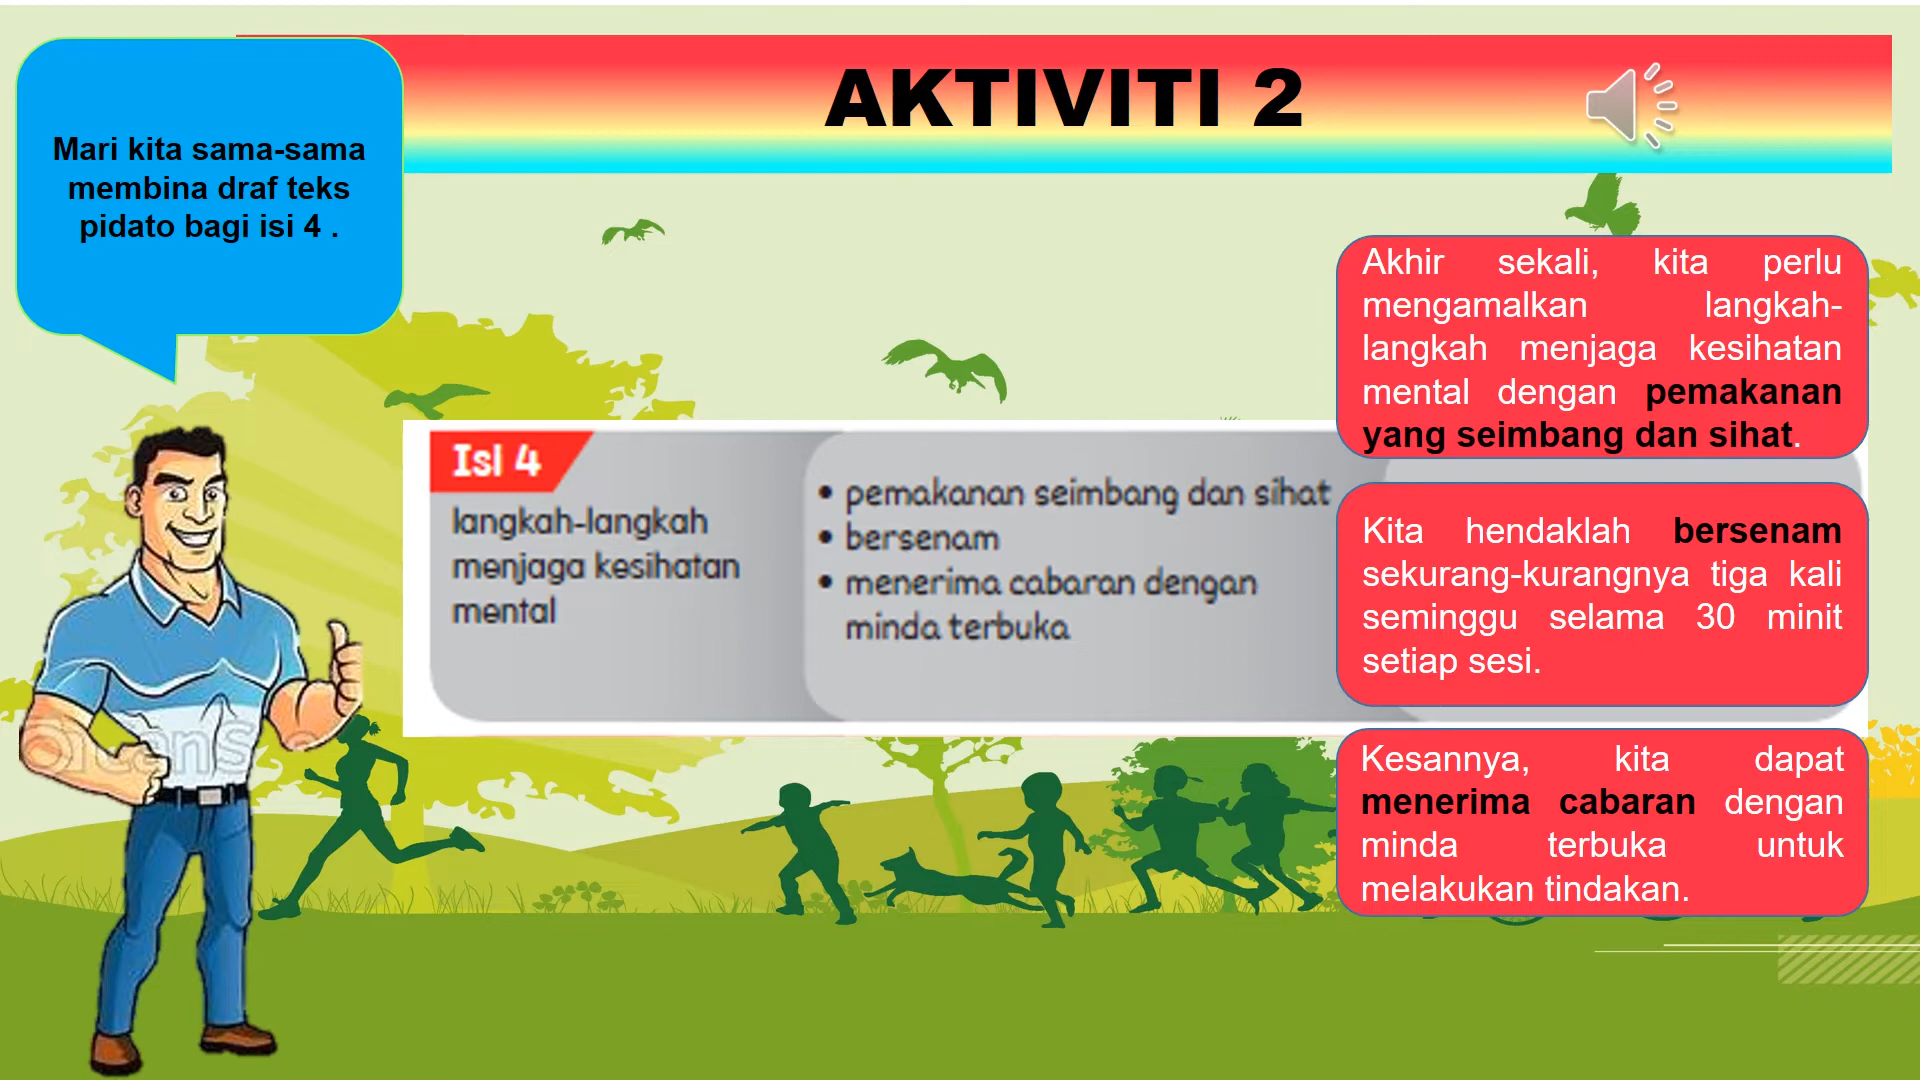 AKTIVITI 2
Mari kita sama-sama
membina draf teks
pidato bagi isi 4 .
Isi 4
langkah-langkah
menjaga kesihatan
mental
• pemakanan seimbang dan sihat
• bersenam
• menerima cabaran dengan
minda terbuka
Akhir sekali, kita perlu
mengamalkan langkah-
langkah menjaga kesihatan
mental dengan pemakanan
yang seimbang dan sihat.
Kita hendaklah bersenam
sekurang-kurangnya tiga kali
seminggu selama 30 minit
setiap sesi.
Kesannya, kita dapat
menerima cabaran dengan
minda terbuka untuk
melakukan tindakan.